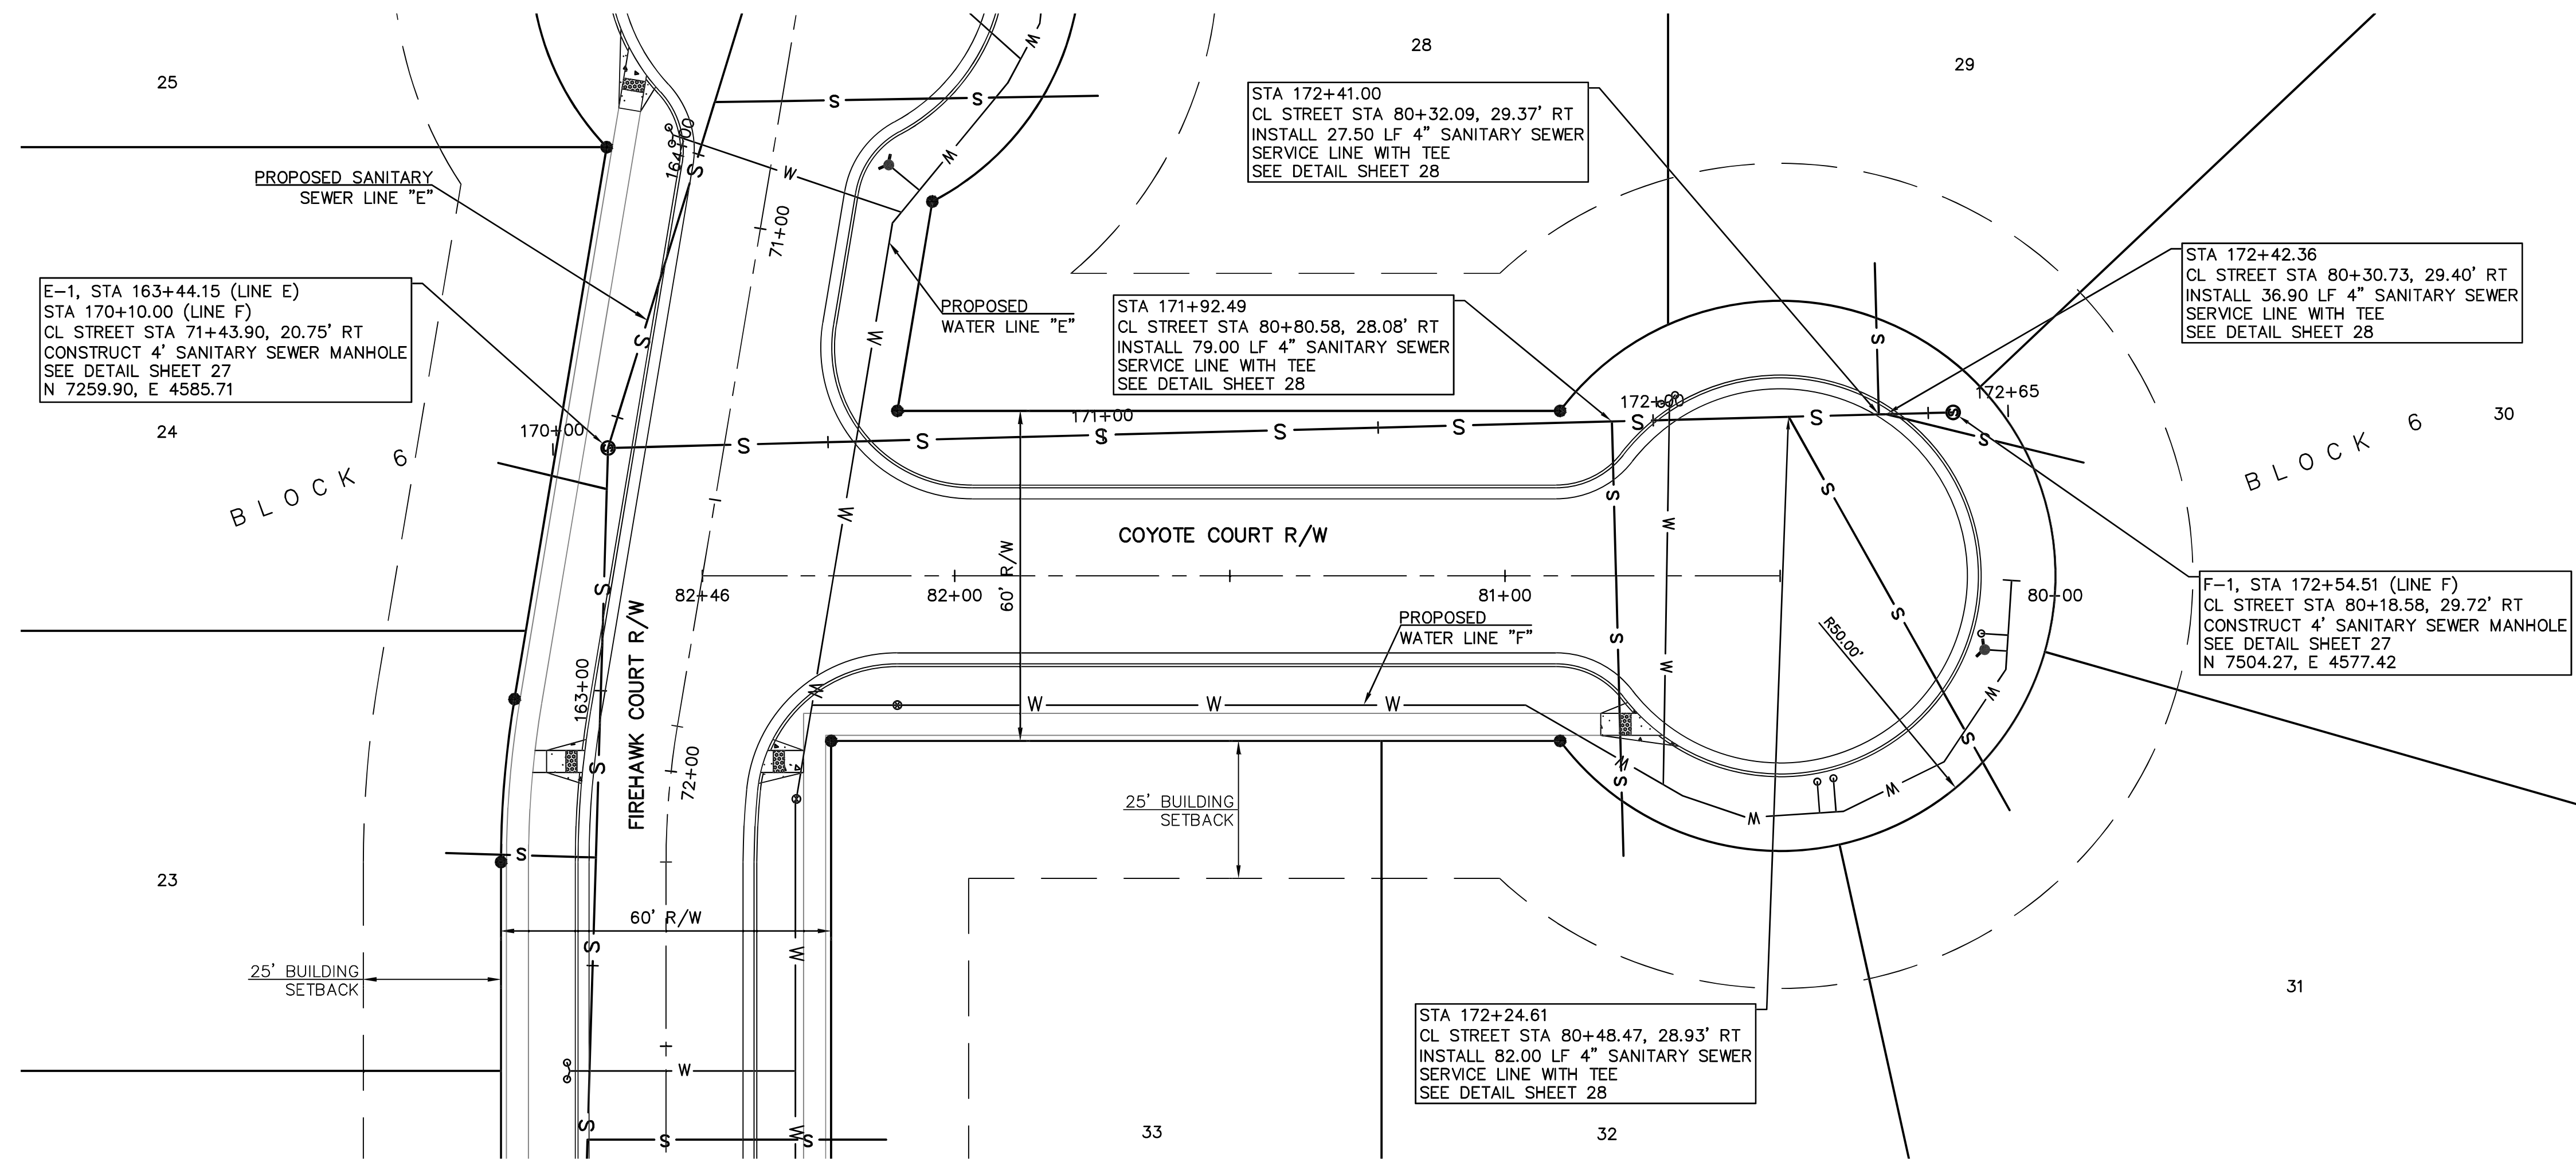 25
28
29
STA 172+41.00
CL STREET STA 80+32.09, 29.37' RT
INSTALL 27.50 LF 4" SANITARY SEWER
SERVICE LINE WITH TEE
SEE DETAIL SHEET 28
S
S
W
W
W
164+00
S
PROPOSED SANITARY
SEWER LINE "E"
71+00
STA 172+42.36
CL STREET STA 80+30.73, 29.40' RT
INSTALL 36.90 LF 4" SANITARY SEWER
SERVICE LINE WITH TEE
SEE DETAIL SHEET 28
E-1, STA 163+44.15 (LINE E)
STA 170+10.00 (LINE F)
CL STREET STA 71+43.90, 20.75' RT
CONSTRUCT 4' SANITARY SEWER MANHOLE
SEE DETAIL SHEET 27
N 7259.90, E 4585.71
PROPOSED
WATER LINE "E"
STA 171+92.49
CL STREET STA 80+80.58, 28.08' RT
INSTALL 79.00 LF 4" SANITARY SEWER
SERVICE LINE WITH TEE
SEE DETAIL SHEET 28
S
W
S
172+65
172+00
171+00
170+00
24
30
S
S
S
S
S
S
S
S
S
BLOCK 6
BLOCK 6
S
S
W
W
COYOTE COURT R/W
60' R/W
82+46
82+00
81+00
80+00
S
S
F-1, STA 172+54.51 (LINE F)
CL STREET STA 80+18.58, 29.72' RT
CONSTRUCT 4' SANITARY SEWER MANHOLE
SEE DETAIL SHEET 27
N 7504.27, E 4577.42
PROPOSED
WATER LINE "F"
R50.00'
S
W
FIREHAWK COURT R/W
163+00
W
W
W
W
W
W
S
72+00
S
W
S
W
W
25' BUILDING
SETBACK
S
23
60' R/W
S
W
25' BUILDING
SETBACK
31
STA 172+24.61
CL STREET STA 80+48.47, 28.93' RT
INSTALL 82.00 LF 4" SANITARY SEWER
SERVICE LINE WITH TEE
SEE DETAIL SHEET 28
W
S
S
W
S
33
32